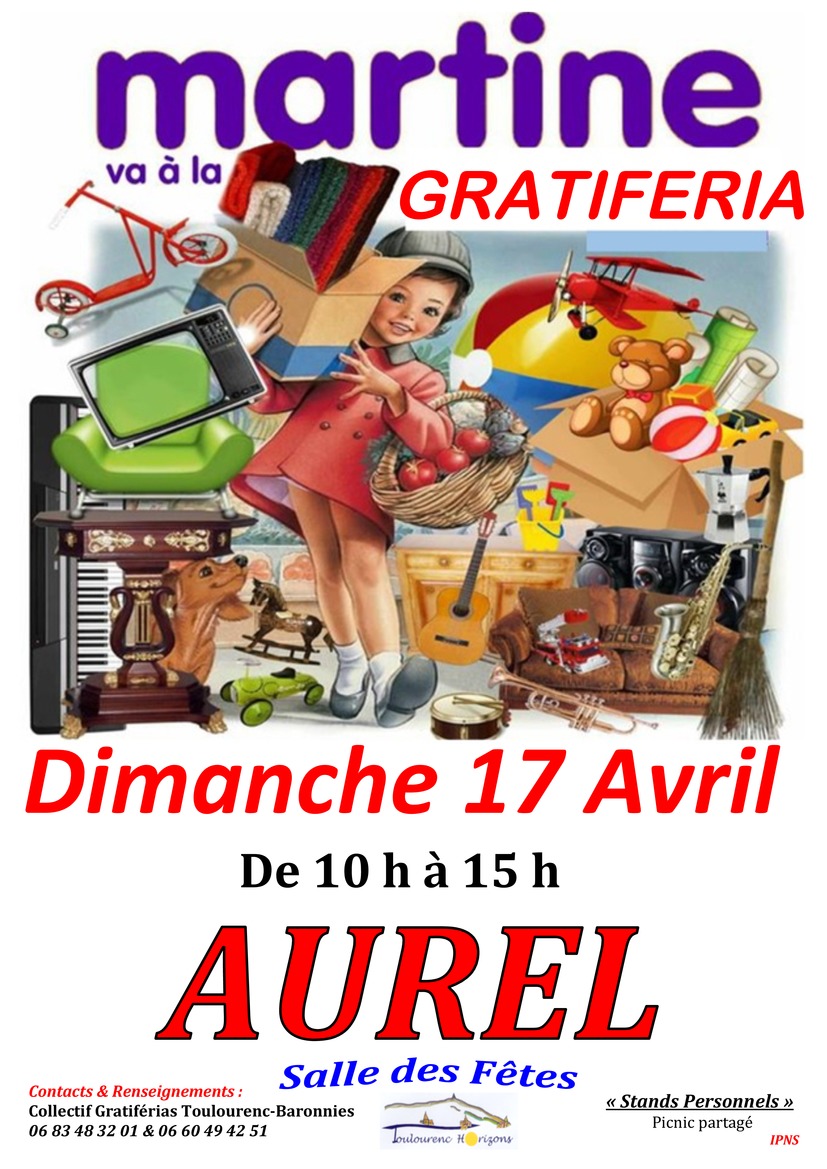 martine
va à la
GRATIFERIA
Dimanche 17 Avril
De 10 h à 15 h
AUREL
Salle des Fêtes
Contacts & Renseignements :
Collectif Gratiférias Toulourenc-Baronnies
06 83 48 32 01 & 06 60 49 42 51
Toulourenc Horizons
« Stands Personnels »
Picnic partagé
IPNS